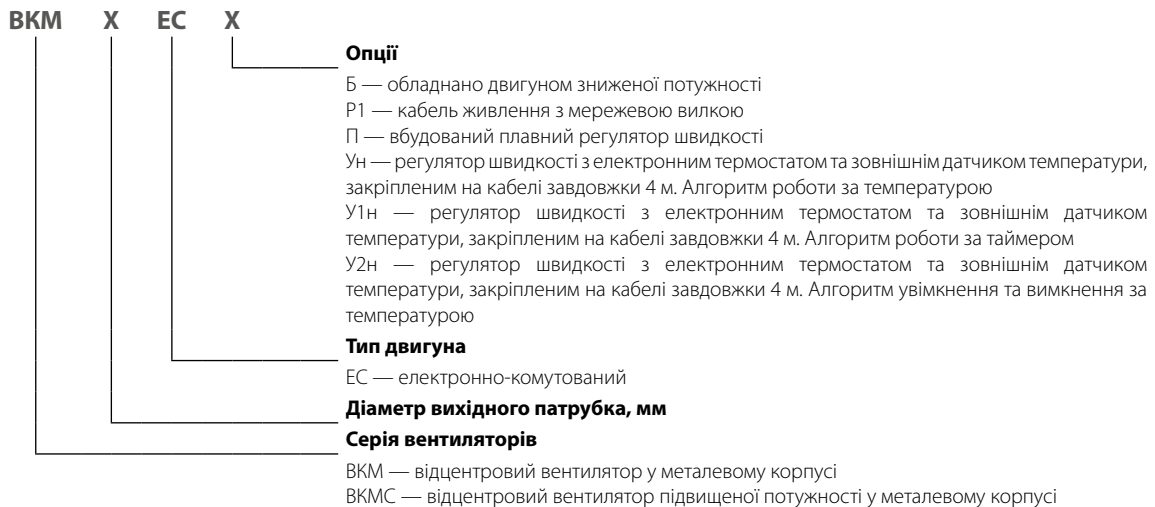 ВКМ X ЕС X
Опції
Б — обладнано двигуном зниженої потужності
Р1 — кабель живлення з мережевою вилкою
П — вбудований плавний регулятор швидкості
Ун — регулятор швидкості з електронним термостатом та зовнішнім датчиком температури,
закріпленим на кабелі завдовжки 4 м. Алгоритм роботи за температурою
У1н — регулятор швидкості з електронним термостатом та зовнішнім датчиком
температури, закріпленим на кабелі завдовжки 4 м. Алгоритм роботи за таймером
У2н — регулятор швидкості з електронним термостатом та зовнішнім датчиком
температури, закріпленим на кабелі завдовжки 4 м. Алгоритм увімкнення та вимкнення за
температурою
Тип двигуна
ЕС — електронно-комутований
Діаметр вихідного патрубка, мм
Серія вентиляторів
ВКМ — відцентровий вентилятор у металевому корпусі
ВКМС — відцентровий вентилятор підвищеної потужності у металевому корпусі